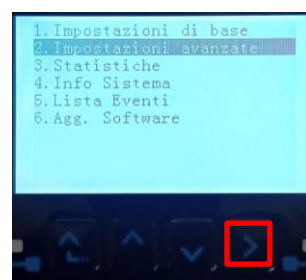 1.Impostazioni di base
2.Impostazioni avanzate
3.Statistiche
4.Info Sistema
5.Lista Eventi
6.Agg. Software